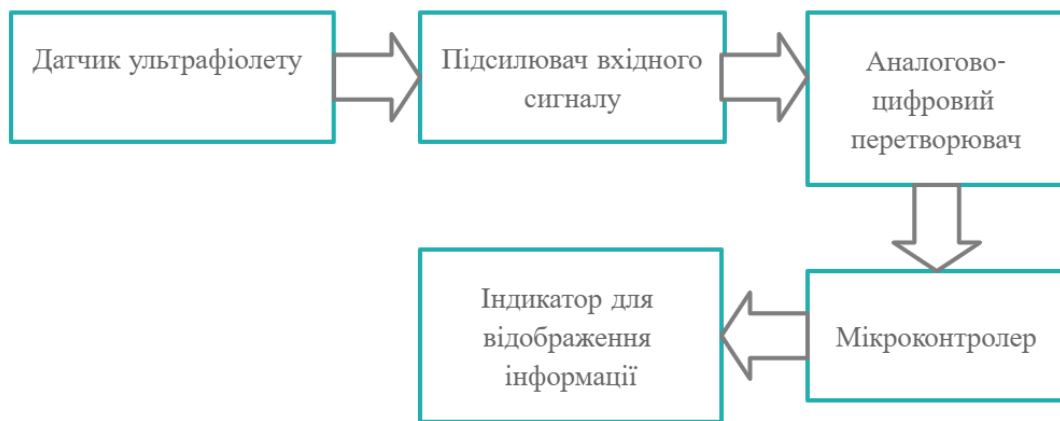 Датчик ультрафіолету
Підсилювач вхідного
сигналу
Аналогово-
цифровий
перетворювач
Мікроконтролер
Індикатор для
відображення
інформації